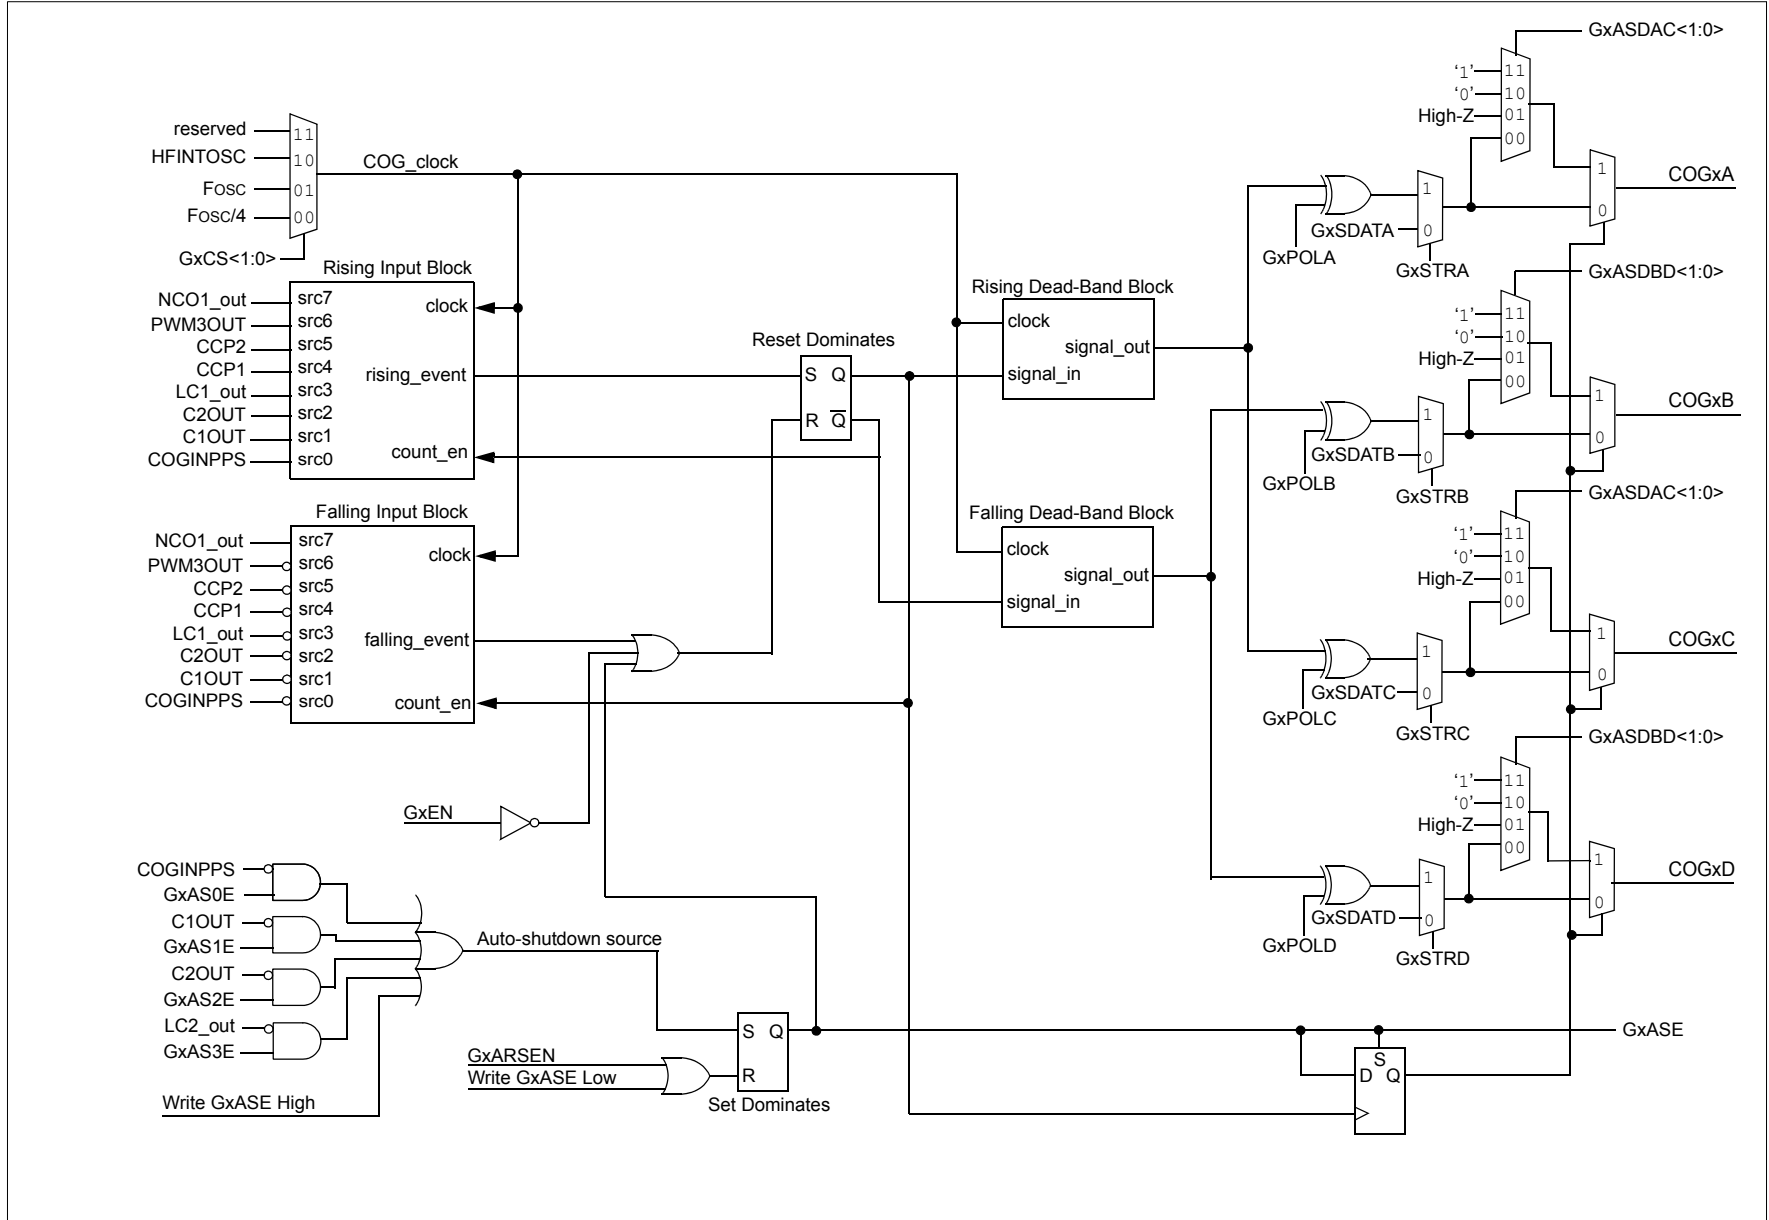 reserved
11
HFINTOSC
10
FOSC
01
FOSC/4
00
GxCS<1:0>
COG_clock
Rising Input Block
NCO1_out
src7
clock
PWM3OUT
src6
CCP2
src5
CCP1
src4
rising_event
LC1_out
src3
C2OUT
src2
C1OUT
src1
count_en
COGINPPS
src0
Falling Input Block
NCO1_out
src7
clock
PWM3OUT
src6
CCP2
src5
CCP1
src4
LC1_out
src3
falling_event
C2OUT
src2
C1OUT
src1
COGINPPS
src0
count_en
Reset Dominates
S Q
R Q
Rising Dead-Band Block
clock
signal_out
signal_in
Falling Dead-Band Block
clock
signal_out
signal_in
GxEN
COGINPPS
GxAS0E
C1OUT
GxAS1E
C2OUT
GxAS2E
LC2_out
GxAS3E
Write GxASE High
Auto-shutdown source
GxARSEN
Write GxASE Low
S Q
R
Set Dominates
GxASE
S
D Q
GxASDAC<1:0>
'1'
11
'0'
10
High-Z
01
00
1
0
COGxA
1
0
GxSDATA
GxPOLA
GxSTRA
GxASDBD<1:0>
'1'
11
'0'
10
High-Z
01
00
1
0
COGxB
1
0
GxSDATB
GxPOLB
GxSTRB
GxASDAC<1:0>
'1'
11
'0'
10
High-Z
01
00
1
0
COGxC
1
0
GxSDATC
GxPOLC
GxSTRC
GxASDBD<1:0>
'1'
11
'0'
10
High-Z
01
00
1
0
COGxD
1
0
GxSDATD
GxPOLD
GxSTRD